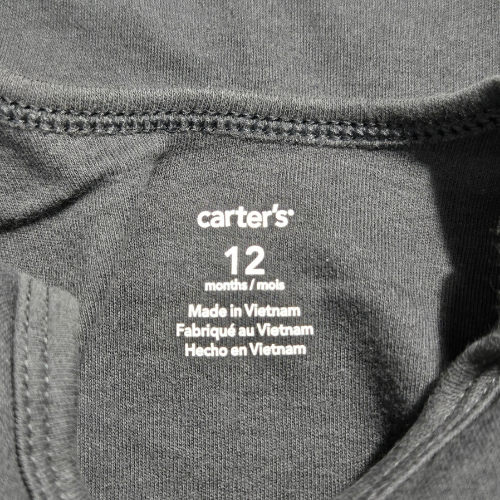 carter's
12
months / mois
Made in Vietnam
Fabriqué au Vietnam
Hecho en Vietnam